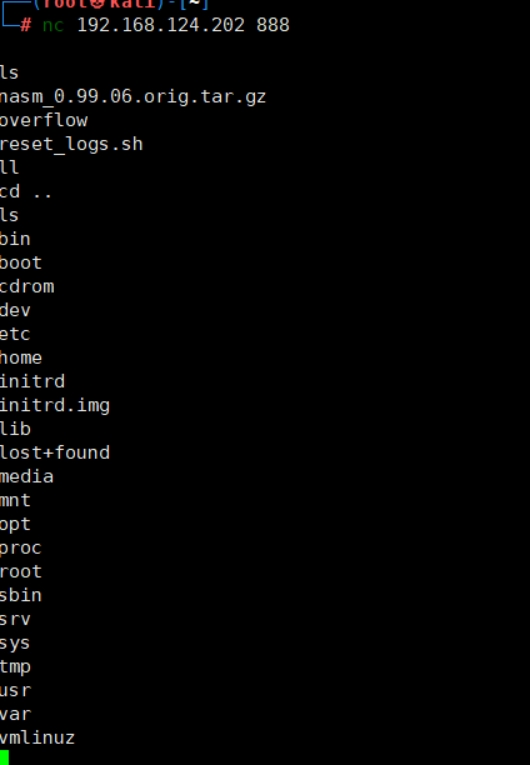 (root㉿kali)-[~]
# nc 192.168.124.202 888
ls
nasm_0.99.06.orig.tar.gz
overflow
reset_logs.sh
ll
cd ..
ls
bin
boot
cdrom
dev
etc
home
initrd
initrd.img
lib
lost+found
media
mnt
opt
proc
root
sbin
srv
sys
tmp
usr
var
vmlinuz